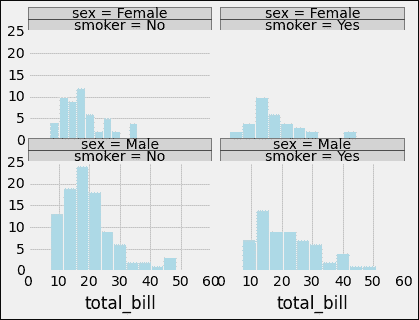 sex = Female
smoker = No
sex = Female
smoker = Yes
25
20
15
10
5
0
sex = Male
smoker = No
sex = Male
smoker = Yes
25
20
15
10
5
0
0 10 20 30 40 50 60
0 10 20 30 40 50 60
total_bill
total_bill